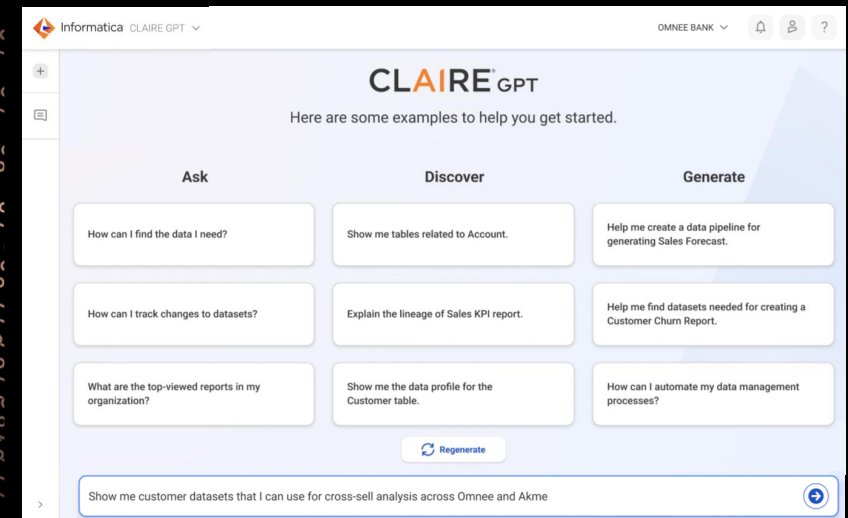 Informatica CLAIRE GPT
OMNEE BANK
?
CLAIRE GPT
Here are some examples to help you get started.
Ask
Discover
Generate
How can I find the data I need?
Show me tables related to Account.
Help me create a data pipeline for
generating Sales Forecast.
How can I track changes to datasets?
Explain the lineage of Sales KPI report.
Help me find datasets needed for creating a
Customer Churn Report.
What are the top-viewed reports in my
organization?
Show me the data profile for the
Customer table.
How can I automate my data management
processes?
Regenerate
Show me customer datasets that I can use for cross-sell analysis across Omnee and Akme